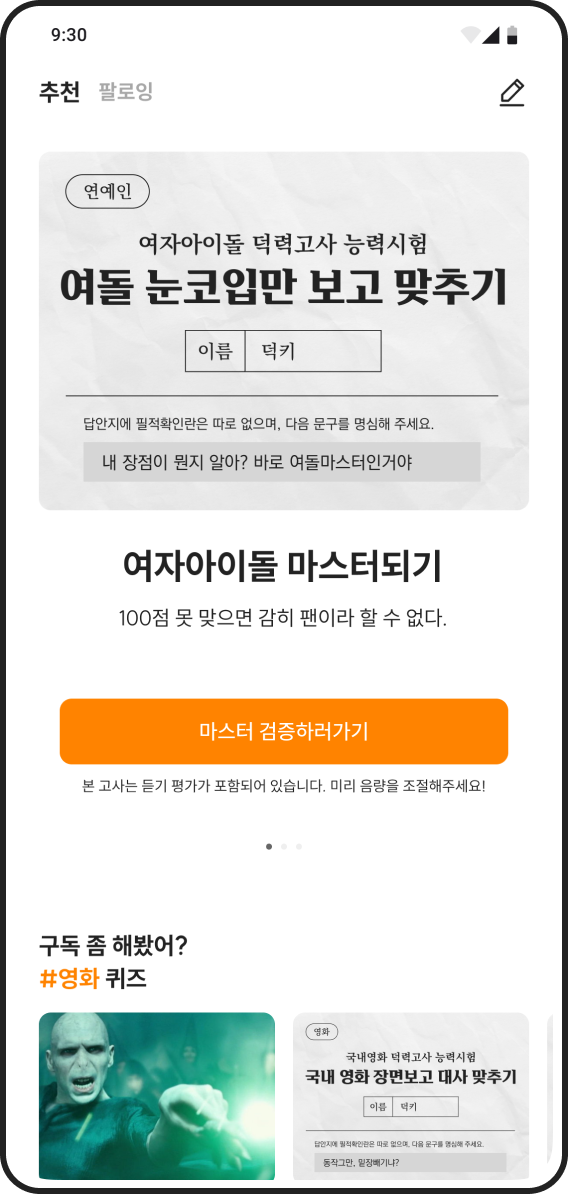 9:30
추천 팔로잉
연예인
여자아이돌 덕력고사 능력시험
여돌 눈코입만 보고 맞추기
이름 덕키
답안지에 필적확인란은 따로 없으며, 다음 문구를 명심해 주세요.
내 장점이 뭔지 알아? 바로 여돌마스터인거야
여자아이돌 마스터되기
100점 못 맞으면 감히 팬이라 할 수 없다.
마스터 검증하러가기
본 고사는 듣기 평가가 포함되어 있습니다. 미리 음량을 조절해주세요!
구독 좀 해봤어?
#영화 퀴즈
영화
국내영화 덕력고사 능력시험
국내 영화 장면보고 대사 맞추기
이름 덕키
답안지에 필적확인란은 따로 없으며, 다음 문구를 명심해 주세요.
동작그만, 밑장빼기냐?